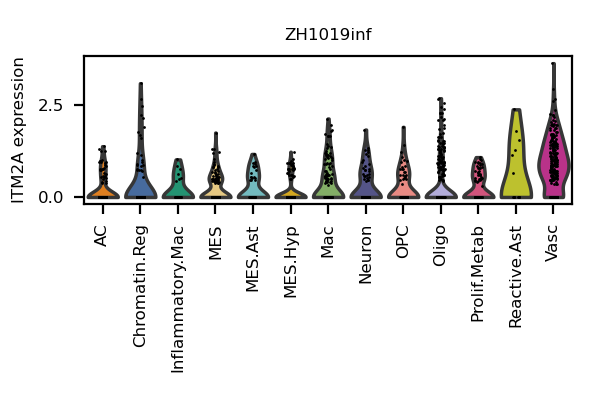 ZH1019inf
ITM2A expression
2.5
0.0
AC
Chromatin.Reg
Inflammatory.Mac
MES
MES.Ast
MES.Hyp
Mac
Neuron
OPC
Oligo
Prolif.Metab
Reactive.Ast
Vasc